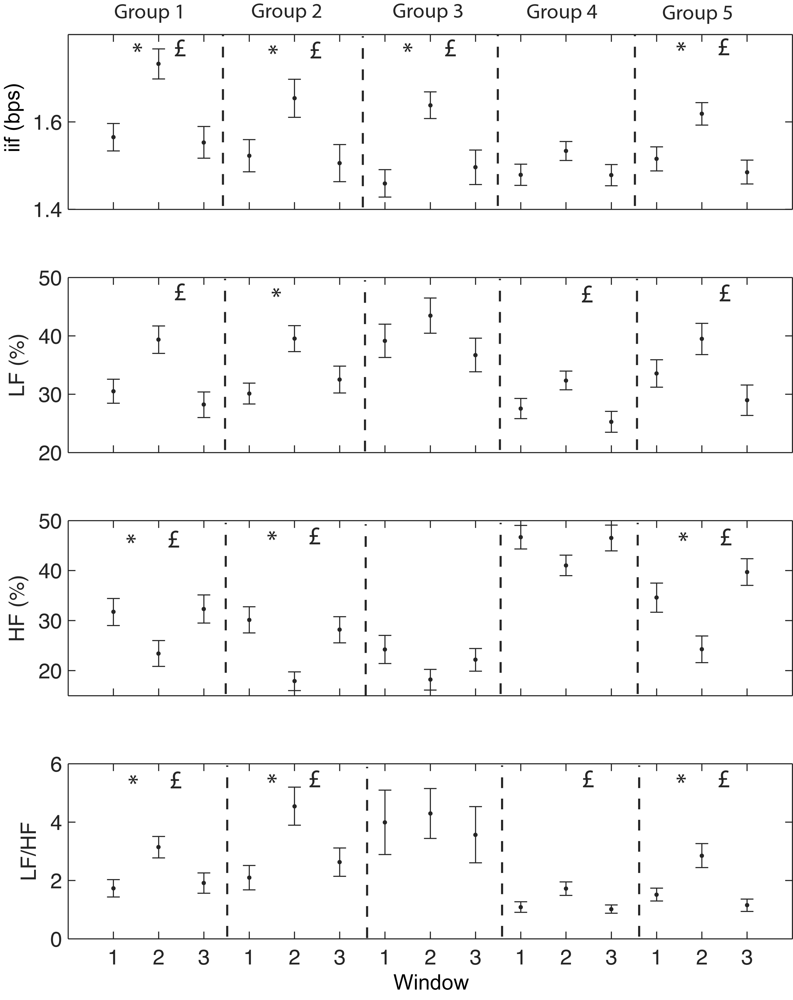 Group 1 Group 2 Group 3 Group 4 Group 5
* £ * £ * £ * £
iif (bps)
1.6
1.4
50
£ * £ £
40
LF (%)
30
20
50
* £ * £ * £
40
HF (%)
30
20
6
* £ * £ £ * £
4
LF/HF
2
0
1 2 3 1 2 3 1 2 3 1 2 3 1 2 3
Window